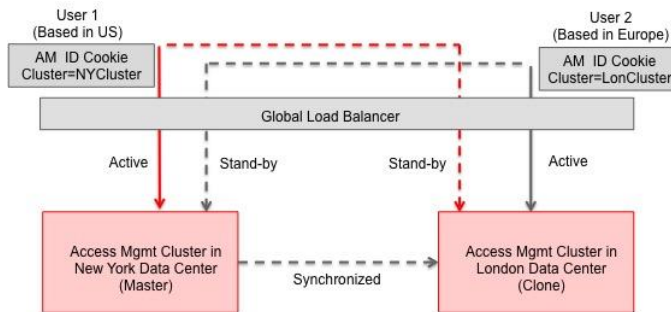 User 1
(Based in US)
User 2
(Based in Europe)
AM ID Cookie
Cluster=NYCluster
AM ID Cookie
Cluster=LonCluster
Global Load Balancer
Active
Stand-by
Stand-by
Active
Access Mgmt Cluster in
New York Data Center
(Master)
Synchronized
Access Mgmt Cluster in
London Data Center
(Clone)